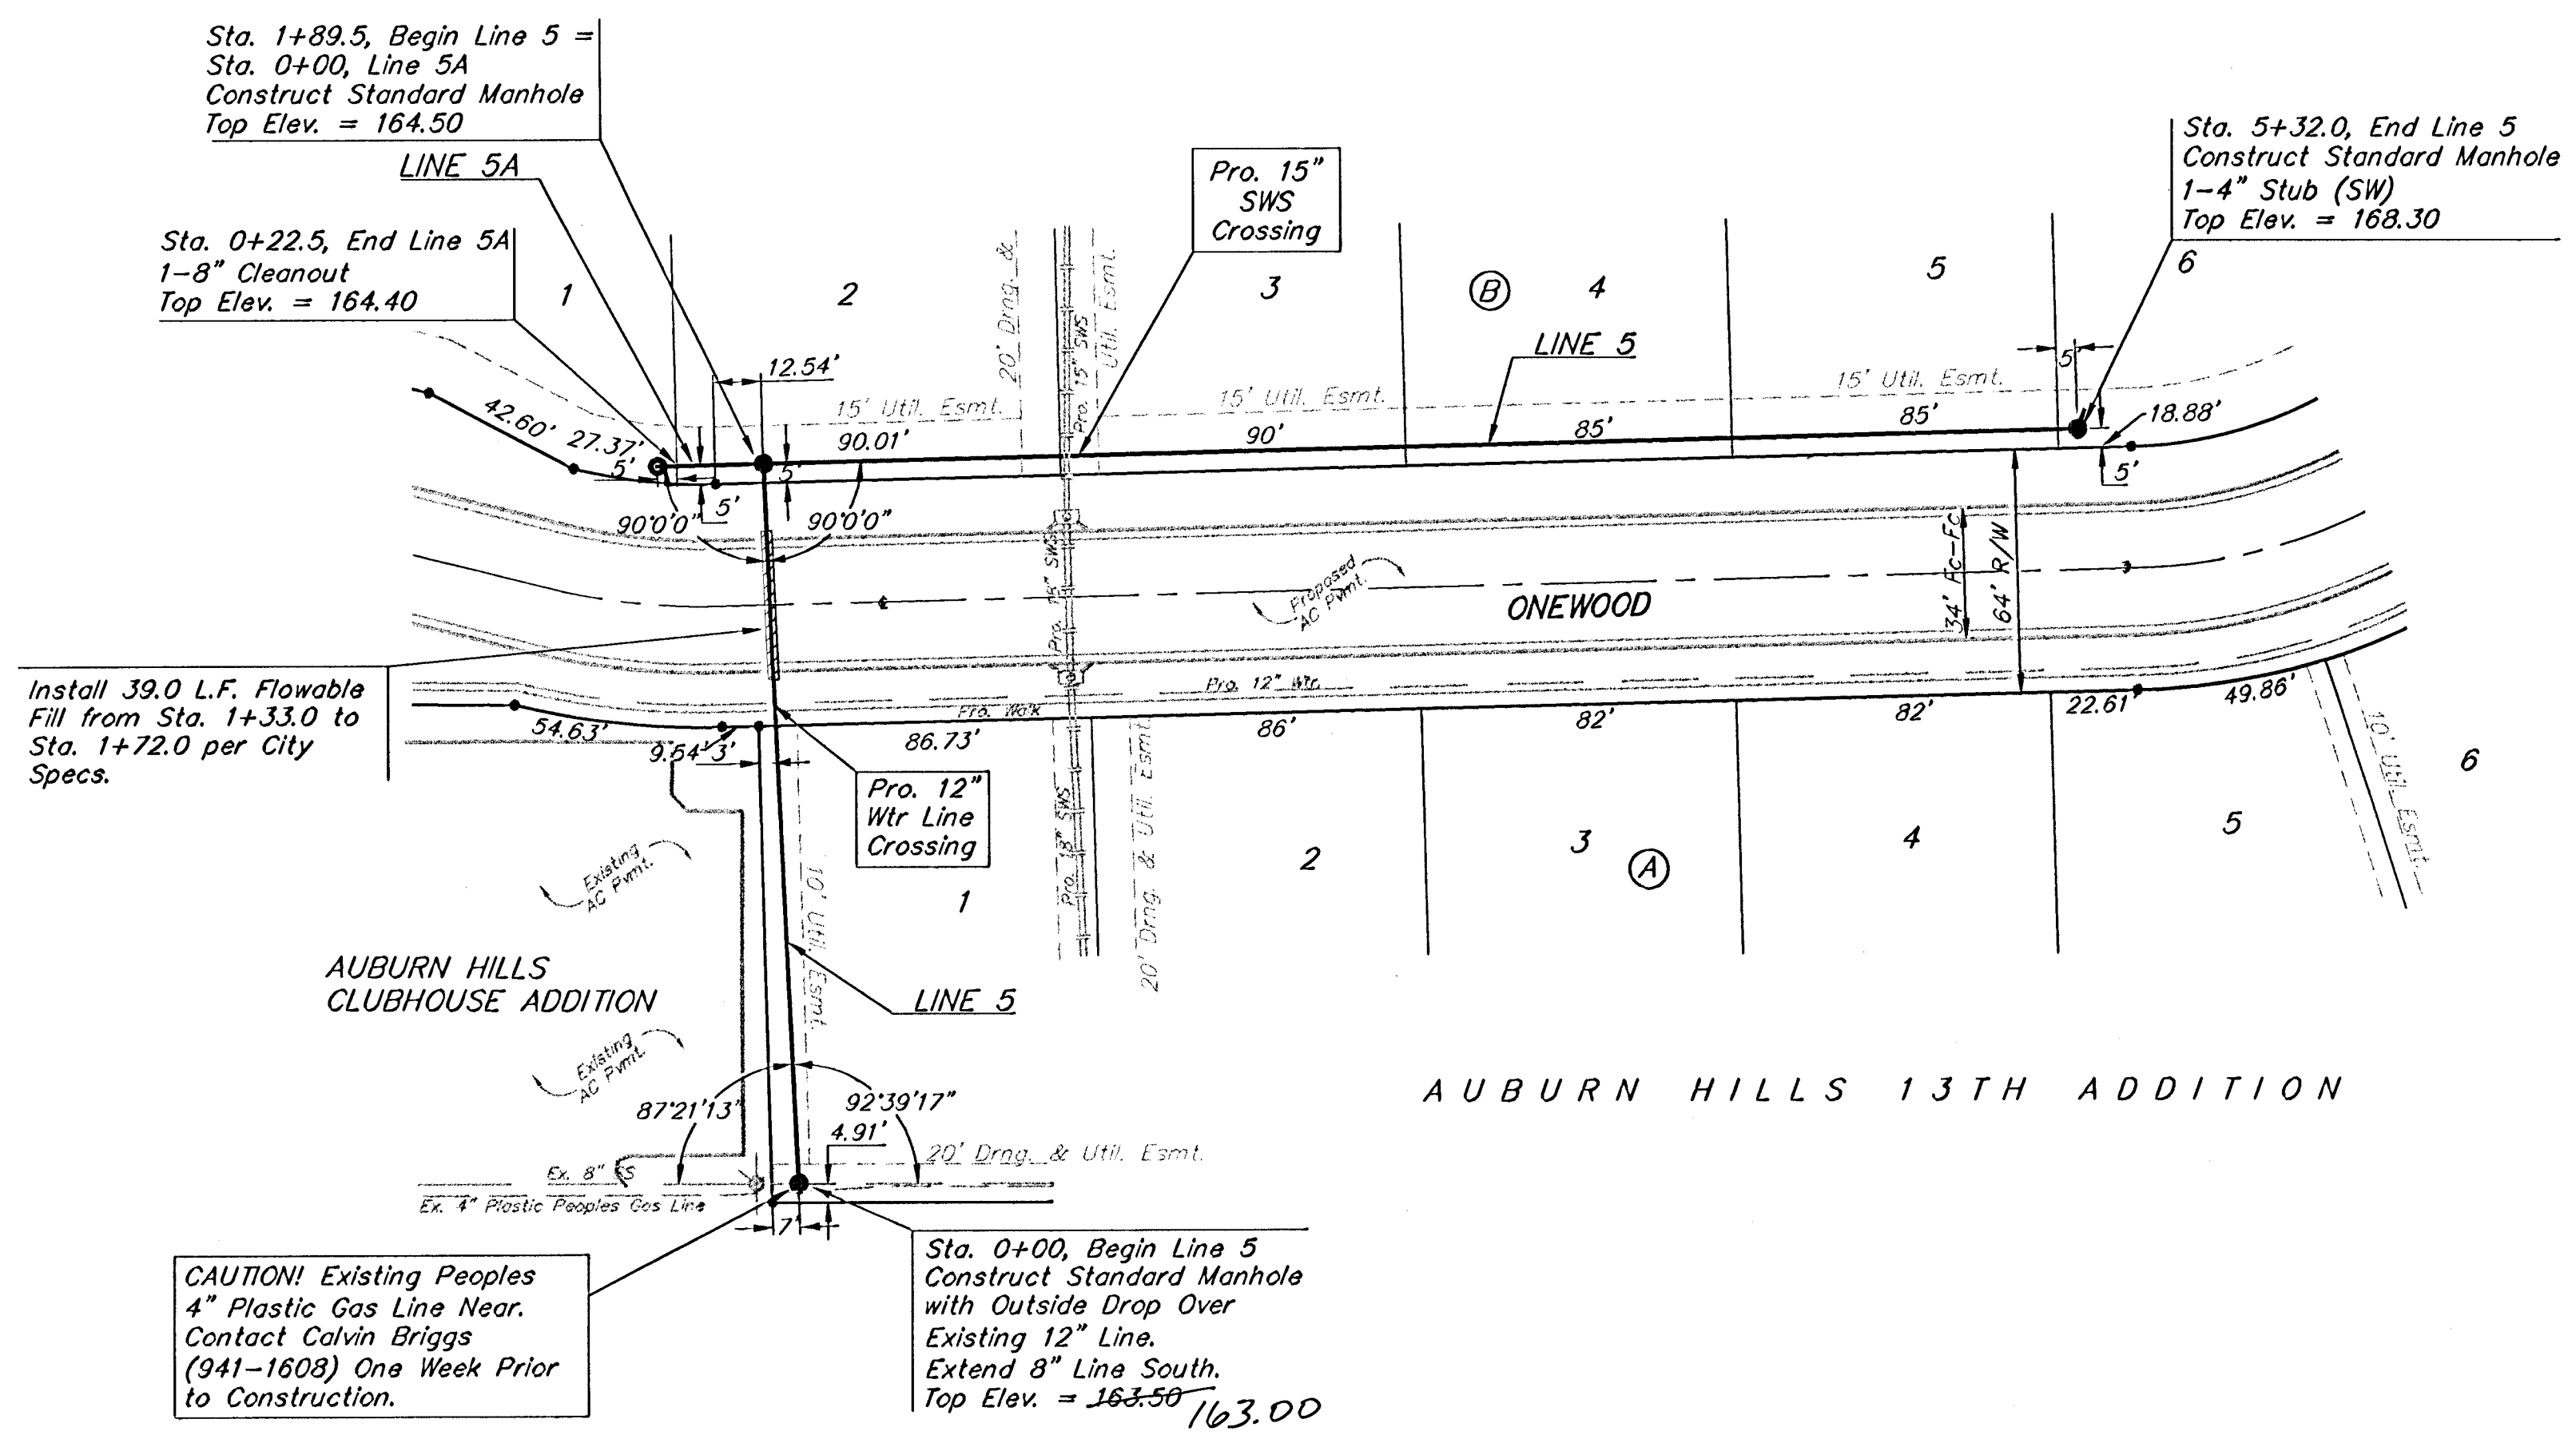 Sta. 1+89.5, Begin Line 5 =
Sta. 0+00, Line 5A
Construct Standard Manhole
Top Elev. = 164.50
LINE 5A
Sta. 0+22.5, End Line 5A
1-8" Cleanout
Top Elev. = 164.40
Pro. 15"
SWS
Crossing
Sta. 5+32.0, End Line 5
Construct Standard Manhole
1-4" Stub (SW)
Top Elev. = 168.30
1
2
20' Drng. &
Util. Esmt.
Pro. 15" SWS
3
B
4
5
6
LINE 5
12.54'
5'
15' Util. Esmt.
15' Util. Esmt.
15' Util. Esmt.
42.60'
27.37'
90.01'
90'
85'
85'
18.88'
5'
5'
5'
5'
90°0'0"
90°0'0"
Pro. 18" SWS
Proposed
AC Pvmt.
ONEWOOD
34' Fc-Fc
64' R/W
Install 39.0 L.F. Flowable
Fill from Sta. 1+33.0 to
Sta. 1+72.0 per City
Specs.
Pro. 12" Wtr.
Pro. Walk
54.63'
9.54'
3'
86.73'
86'
82'
82'
22.61'
49.86'
10' Util. Esmt.
Pro. 12"
Wtr Line
Crossing
Pro. 18" SWS
20' Drng. & Util. Esmt.
Existing
AC Pvmt.
10' Util. Esmt.
1
2
3
A
4
5
6
AUBURN HILLS
CLUBHOUSE ADDITION
LINE 5
Existing
AC Pvmt.
AUBURN HILLS 13TH ADDITION
87°21'13"
92°39'17"
4.91'
20' Drng. & Util. Esmt.
Ex. 8" SS
Ex. 4" Plastic Peoples Gas Line
7'
CAUTION! Existing Peoples
4" Plastic Gas Line Near.
Contact Calvin Briggs
(941-1608) One Week Prior
to Construction.
Sta. 0+00, Begin Line 5
Construct Standard Manhole
with Outside Drop Over
Existing 12" Line.
Extend 8" Line South.
Top Elev. = 163.50
163.00